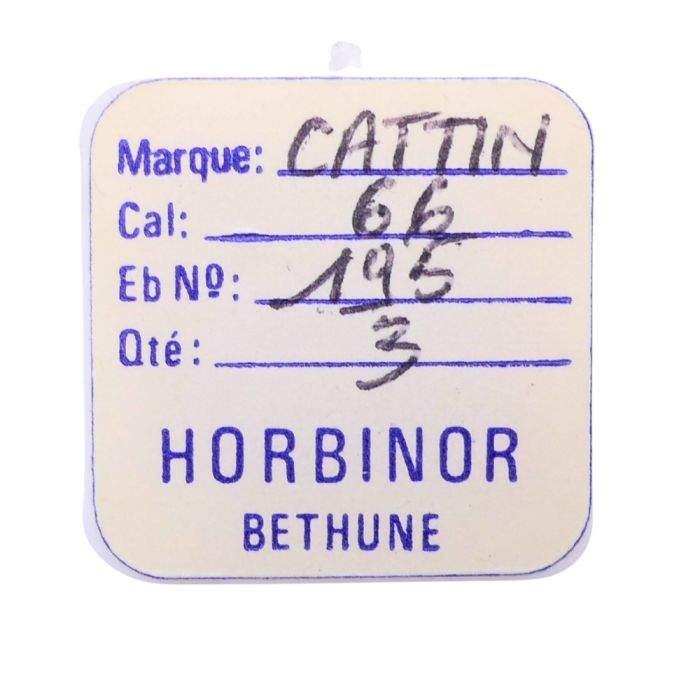 Marque: CATTIN
Cal: 66
Eb Nº: 195
Qté: 3
HORBINOR
BETHUNE